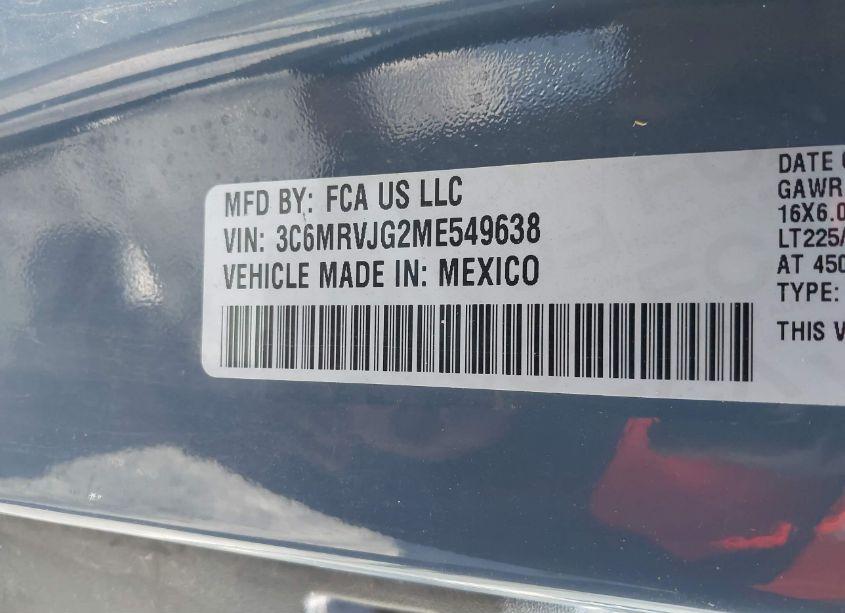 MFD BY: FCA US LLC
VIN: 3C6MRVJG2ME549638
VEHICLE MADE IN: MEXICO
DATE
GAWR
16X6.0
LT225/
AT 450
TYPE:
THIS V